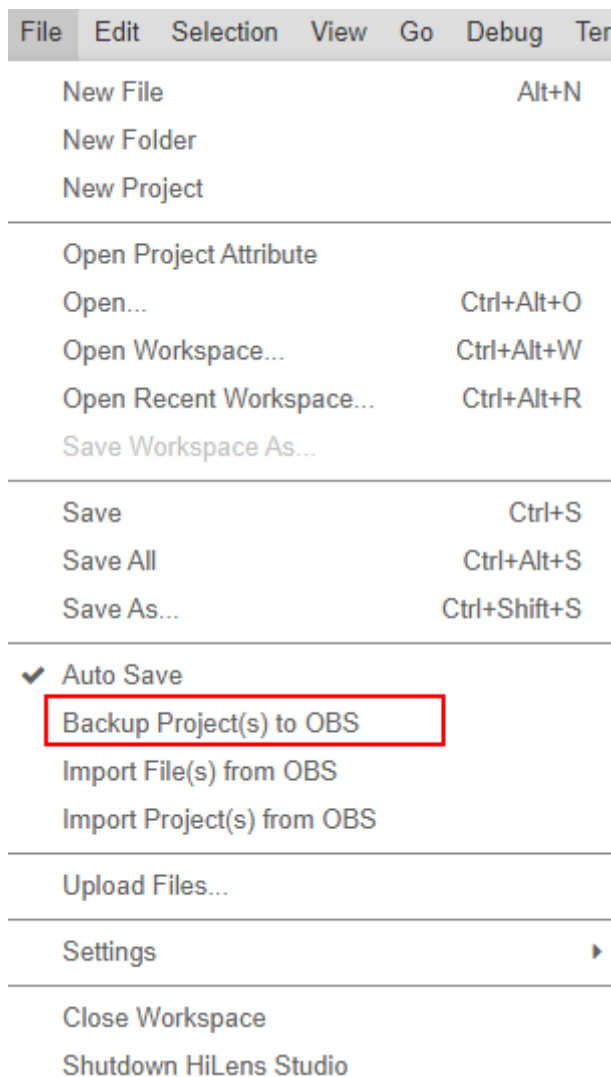 File Edit Selection View Go Debug Ter
New File Alt+N
New Folder
New Project
Open Project Attribute
Open... Ctrl+Alt+O
Open Workspace... Ctrl+Alt+W
Open Recent Workspace... Ctrl+Alt+R
Save Workspace As...
Save Ctrl+S
Save All Ctrl+Alt+S
Save As... Ctrl+Shift+S
Auto Save
Backup Project(s) to OBS
Import File(s) from OBS
Import Project(s) from OBS
Upload Files...
Settings
Close Workspace
Shutdown HiLens Studio